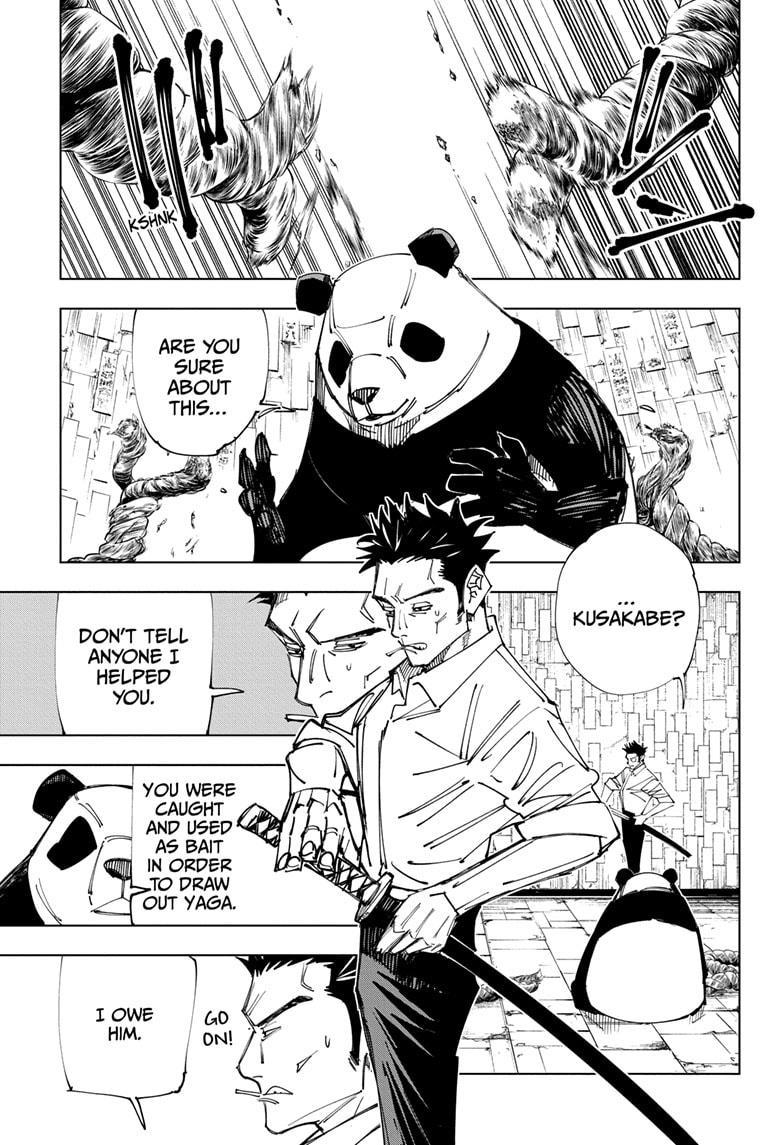 KSHNK
ARE YOU
SURE
ABOUT
THIS...
...
KUSAKABE?
DON'T TELL
ANYONE I
HELPED
YOU.
YOU WERE
CAUGHT
AND USED
AS BAIT
IN ORDER
TO DRAW
OUT YAGA.
I OWE
HIM.
GO
ON!